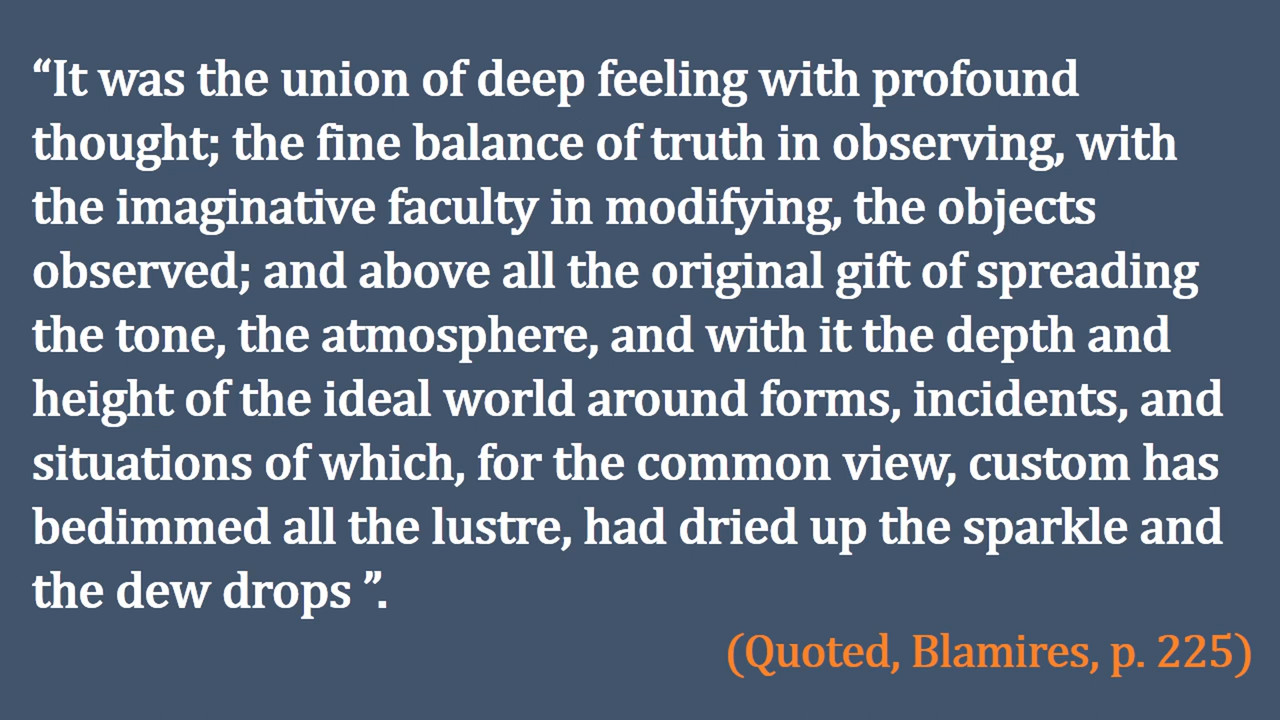 “It was the union of deep feeling with profound
thought; the fine balance of truth in observing, with
the imaginative faculty in modifying, the objects
observed; and above all the original gift of spreading
the tone, the atmosphere, and with it the depth and
height of the ideal world around forms, incidents, and
situations of which, for the common view, custom has
bedimmed all the lustre, had dried up the sparkle and
the dew drops ”.
(Quoted, Blamires, p. 225)